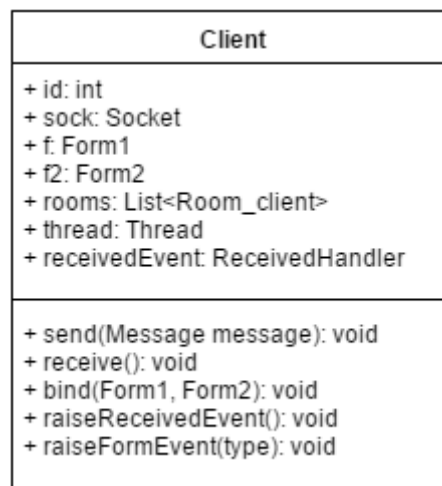 Client
+ id: int
+ sock: Socket
+ f: Form1
+ f2: Form2
+ rooms: List<Room_client>
+ thread: Thread
+ receivedEvent: ReceivedHandler
+ send(Message message): void
+ receive(): void
+ bind(Form1, Form2): void
+ raiseReceivedEvent(): void
+ raiseFormEvent(type): void